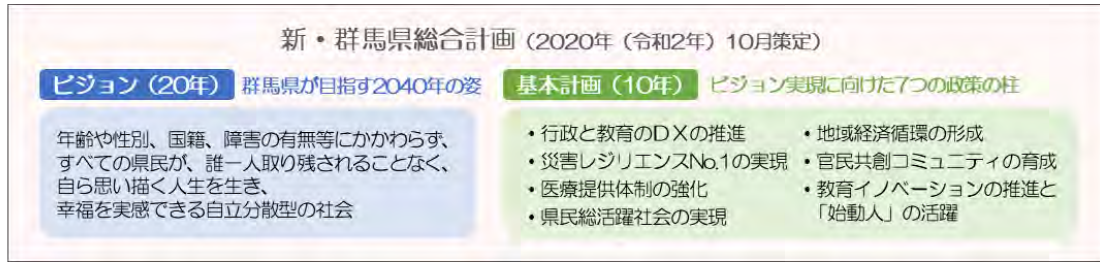 新・群馬県総合計画（2020年（令和2年）10月策定）
ビジョン（20年） 群馬県が目指す2040年の姿
年齢や性別、国籍、障害の有無等にかかわらず、
すべての県民が、誰一人取り残されることなく、
自ら思い描く人生を生き、
幸福を実感できる自立分散型の社会
基本計画（10年） ビジョン実現に向けた7つの政策の柱
・行政と教育のDXの推進
・災害レジリエンスNo.1の実現
・医療提供体制の強化
・県民総活躍社会の実現
・地域経済循環の形成
・官民共創コミュニティの育成
・教育イノベーションの推進と
「始動人」の活躍